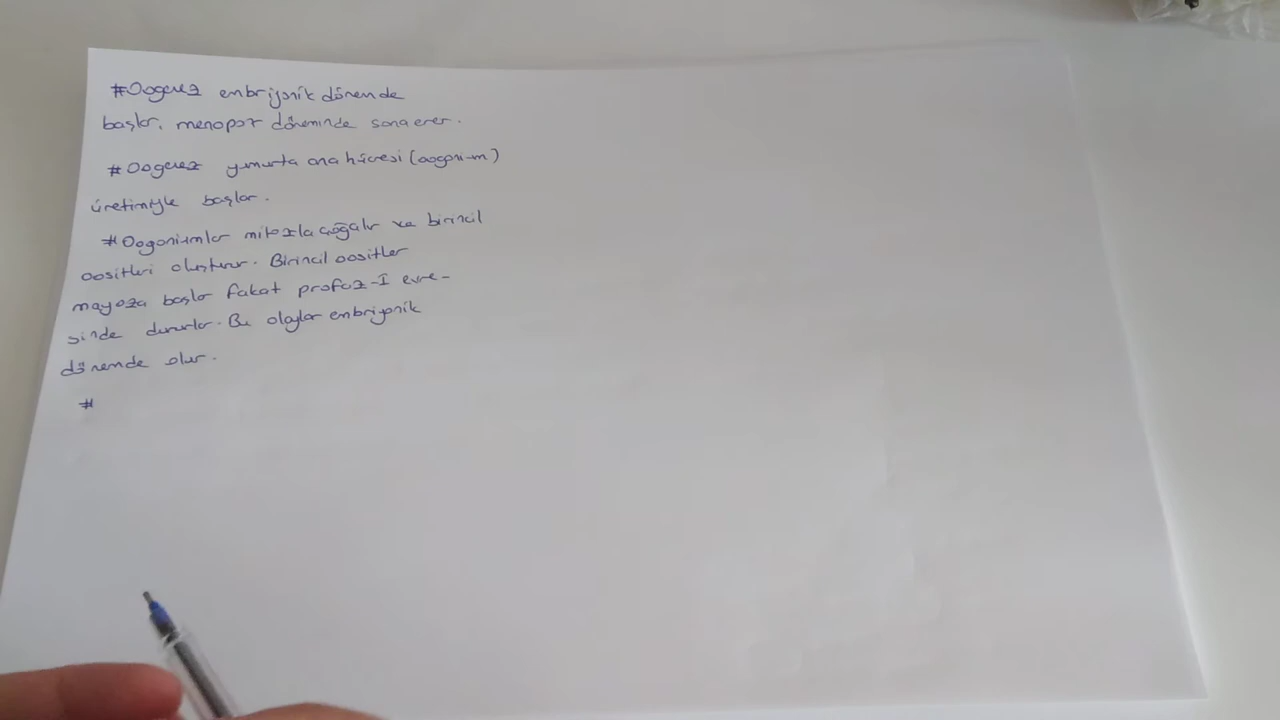 #Oogenez embriyonik dönemde
başlar, menopoz döneminde sona erer.
#Oogenez yumurta ana hücresi (oogonium)
üretimiyle başlar.
#Oogoniumlar mitozla çoğalır ve birincil
oositleri oluşturur. Birincil oositler
mayoza başlar fakat profaz-I evre-
sinde dururlar. Bu olaylar embriyonik
dönemde olur.
#